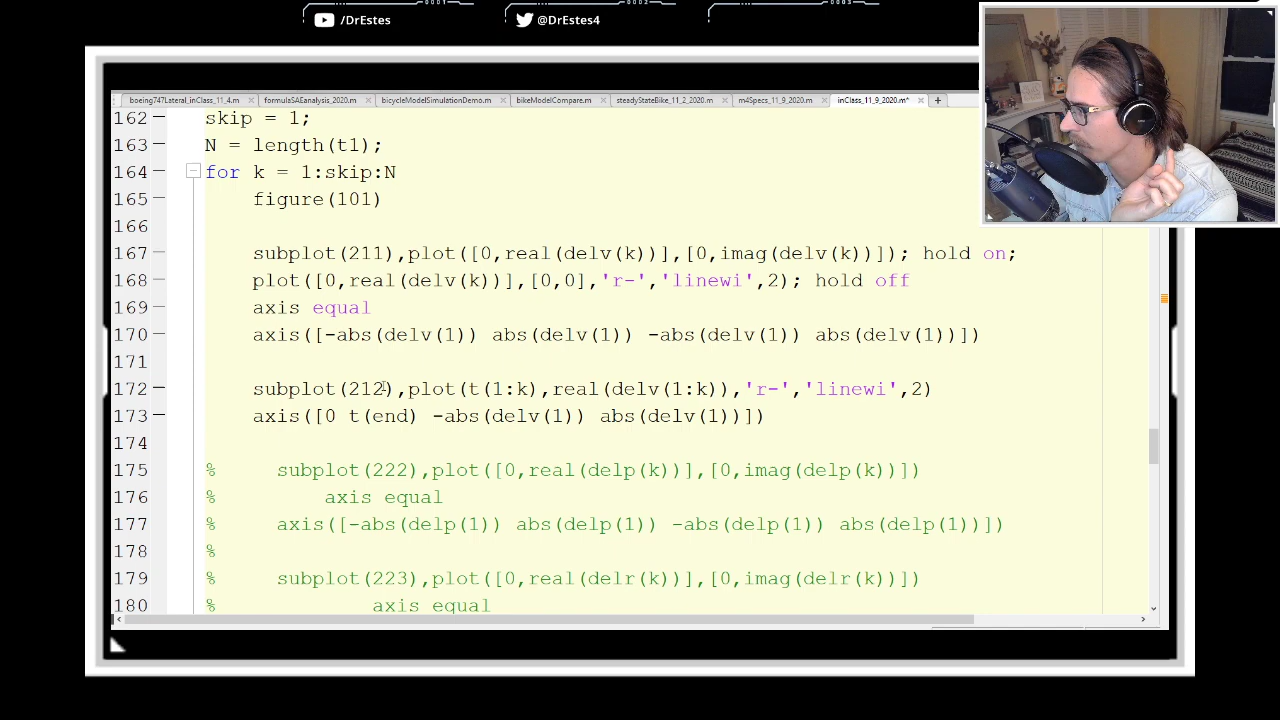 0001
0002
0003
/DrEstes
@DrEstes4
boeing747Lateral_inClass_11_4.m
formulaSAEanalysis_2020.m
bicycleModelSimulationDemo.m
bikeModelCompare.m
steadyStateBike_11_2_2020.m
m4Specs_11_9_2020.m
inClass_11_9_2020.m*
162 skip = 1;
163 N = length(t1);
164 for k = 1:skip:N
165 figure(101)
166
167 subplot(211),plot([0,real(delv(k))],[0,imag(delv(k))]); hold on;
168 plot([0,real(delv(k))],[0,0],'r-','linewi',2); hold off
169 axis equal
170 axis([-abs(delv(1)) abs(delv(1)) -abs(delv(1)) abs(delv(1))])
171
172 subplot(212),plot(t(1:k),real(delv(1:k)),'r-','linewi',2)
173 axis([0 t(end) -abs(delv(1)) abs(delv(1))])
174
175 % subplot(222),plot([0,real(delp(k))],[0,imag(delp(k))])
176 % axis equal
177 % axis([-abs(delp(1)) abs(delp(1)) -abs(delp(1)) abs(delp(1))])
178 %
179 % subplot(223),plot([0,real(delr(k))],[0,imag(delr(k))])
180 % axis equal